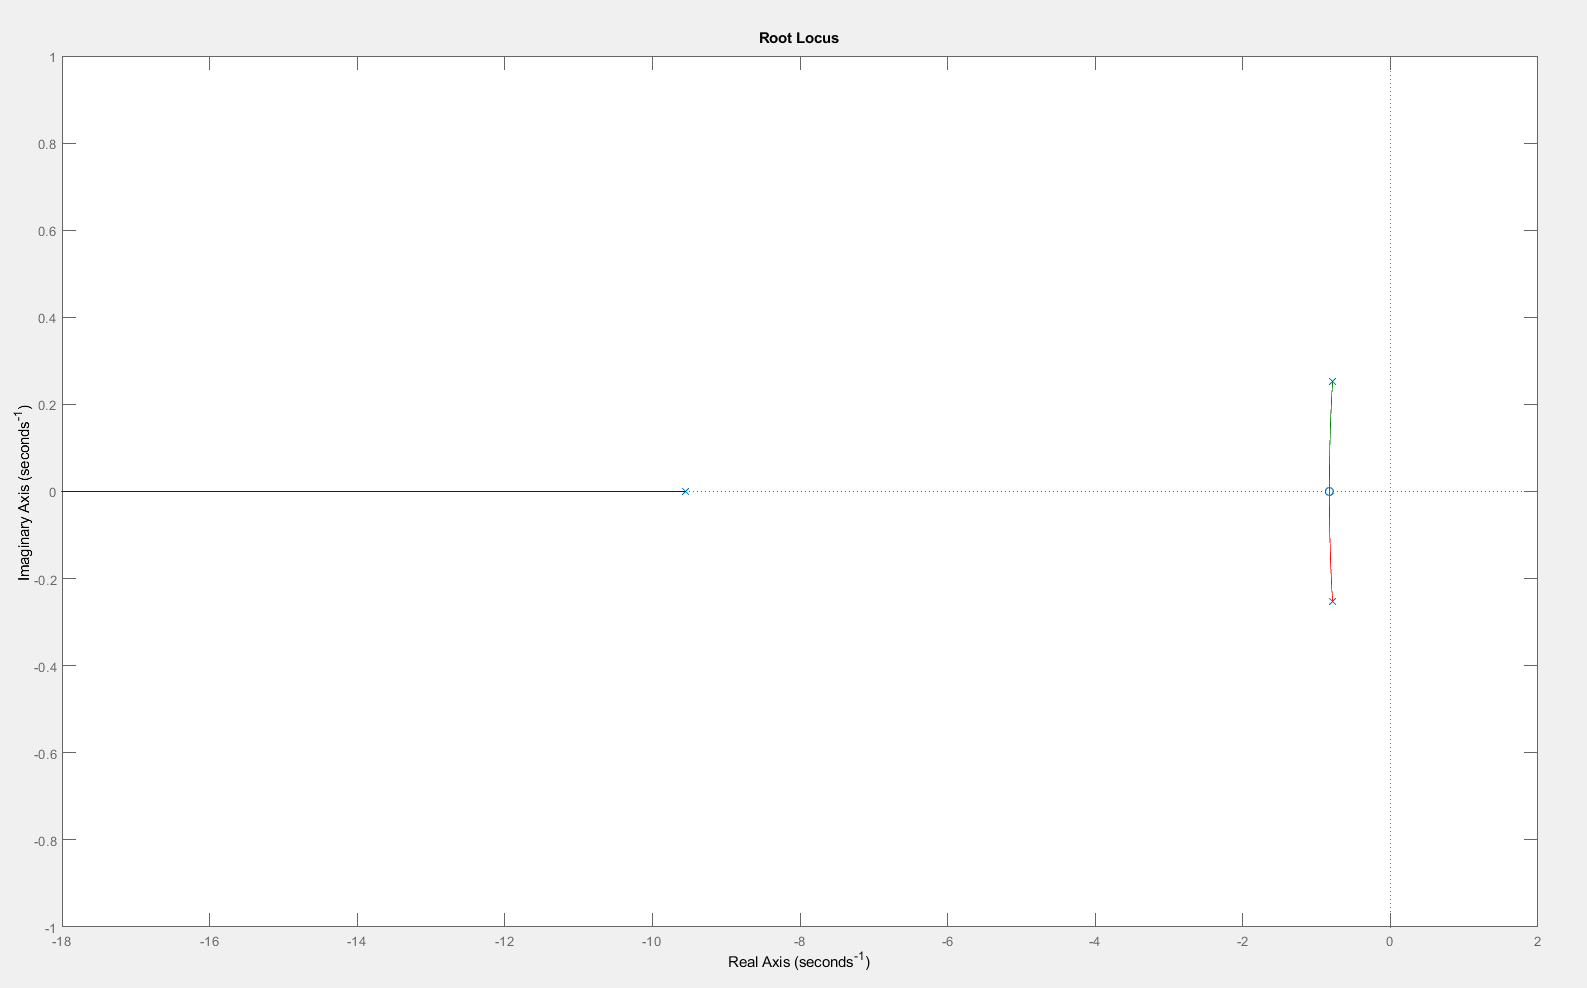 Root Locus
1
0.8
0.6
0.4
0.2
0
-0.2
-0.4
-0.6
-0.8
-1
Imaginary Axis (seconds-1)
-18 -16 -14 -12 -10 -8 -6 -4 -2 0 2
Real Axis (seconds-1)